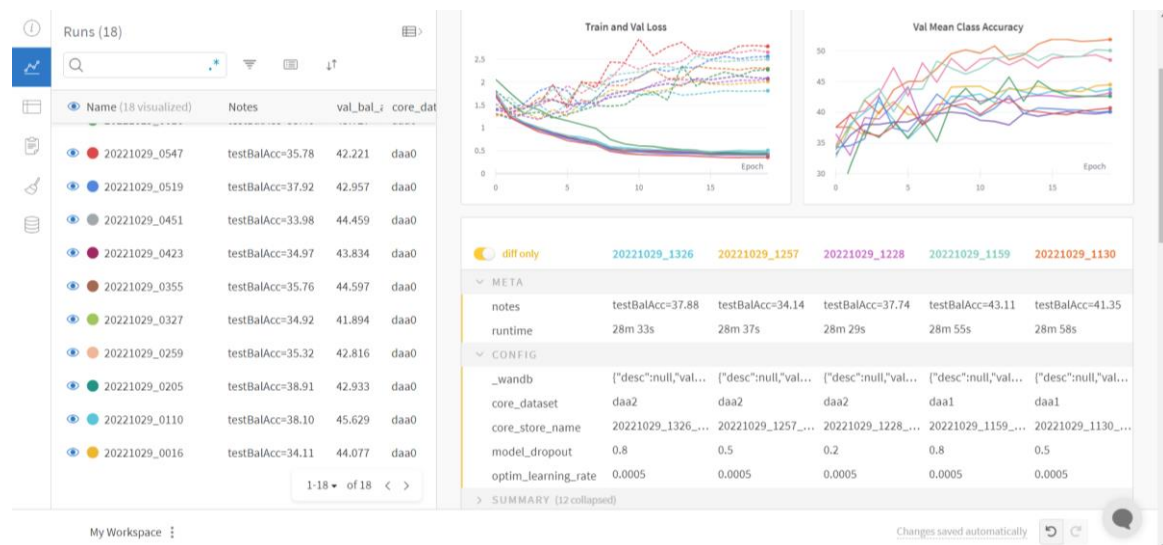 Runs (18)
.*
Name (18 visualized) Notes val_bal_a core_dat
20221029_0547 testBalAcc=35.78 42.221 daa0
20221029_0519 testBalAcc=37.92 42.957 daa0
20221029_0451 testBalAcc=33.98 44.459 daa0
20221029_0423 testBalAcc=34.97 43.834 daa0
20221029_0355 testBalAcc=35.76 44.597 daa0
20221029_0327 testBalAcc=34.92 41.894 daa0
20221029_0259 testBalAcc=35.32 42.816 daa0
20221029_0205 testBalAcc=38.91 42.933 daa0
20221029_0110 testBalAcc=38.10 45.629 daa0
20221029_0016 testBalAcc=34.11 44.077 daa0
1-18 of 18 < >
Train and Val Loss
2.5
2
1.5
1
0.5
0
0 5 10 15
Epoch
Val Mean Class Accuracy
50
45
40
35
30
0 5 10 15
Epoch
diff only 20221029_1326 20221029_1257 20221029_1228 20221029_1159 20221029_1130
META
notes testBalAcc=37.88 testBalAcc=34.14 testBalAcc=37.74 testBalAcc=43.11 testBalAcc=41.35
runtime 28m 33s 28m 37s 28m 29s 28m 55s 28m 58s
CONFIG
_wandb {"desc":null,"val... {"desc":null,"val... {"desc":null,"val... {"desc":null,"val... {"desc":null,"val...
core_dataset daa2 daa2 daa2 daa1 daa1
core_store_name 20221029_1326_... 20221029_1257_... 20221029_1228_... 20221029_1159_... 20221029_1130_...
model_dropout 0.8 0.5 0.2 0.8 0.5
optim_learning_rate 0.0005 0.0005 0.0005 0.0005 0.0005
SUMMARY (12 collapsed)
My Workspace
Changes saved automatically